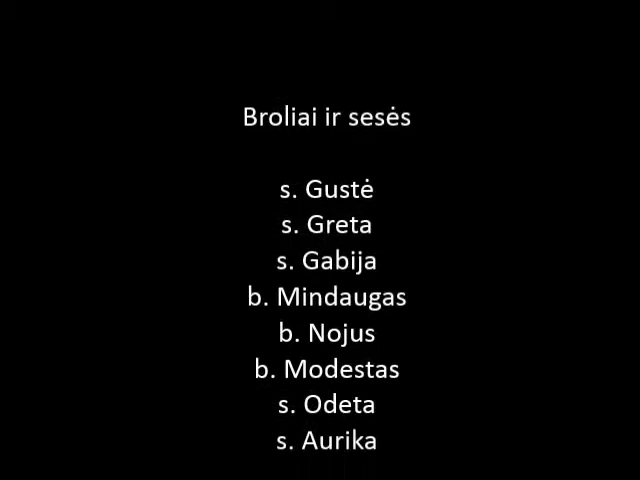 Broliai ir sesės
s. Gustė
s. Greta
s. Gabija
b. Mindaugas
b. Nojus
b. Modestas
s. Odeta
s. Aurika